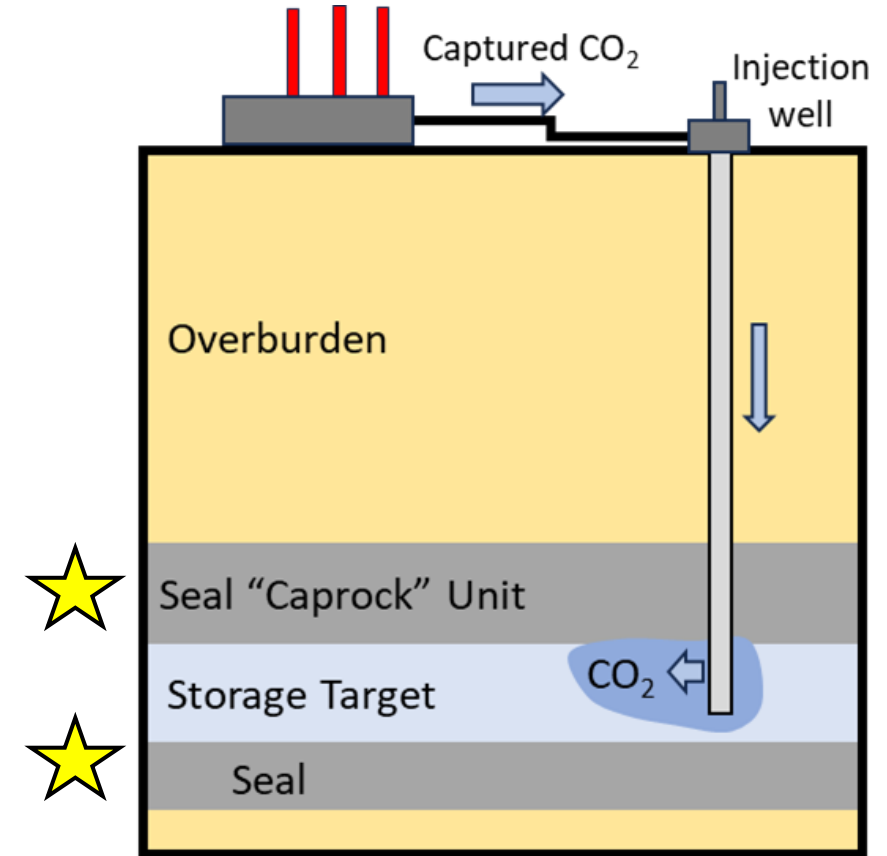 Captured CO₂
Injection
well
Overburden
Seal “Caprock” Unit
CO₂
Storage Target
Seal